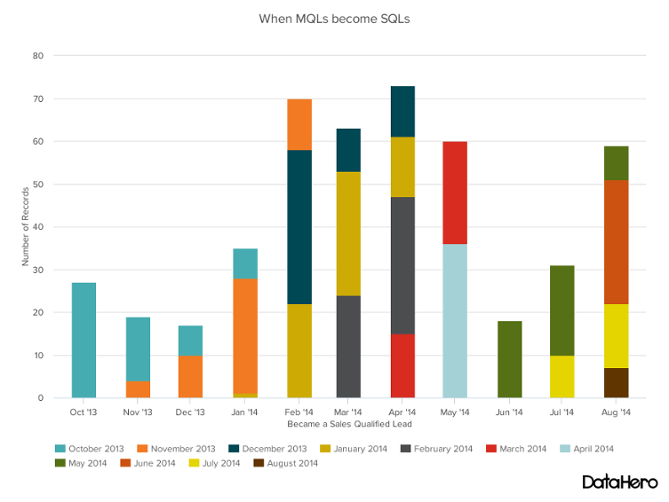 When MQLs become SQLs
80
70
60
50
40
30
20
10
0
Number of Records
Oct '13 Nov '13 Dec '13 Jan '14 Feb '14 Mar '14 Apr '14 May '14 Jun '14 Jul '14 Aug '14
Became a Sales Qualified Lead
October 2013 November 2013 December 2013 January 2014 February 2014 March 2014 April 2014
May 2014 June 2014 July 2014 August 2014
DataHero